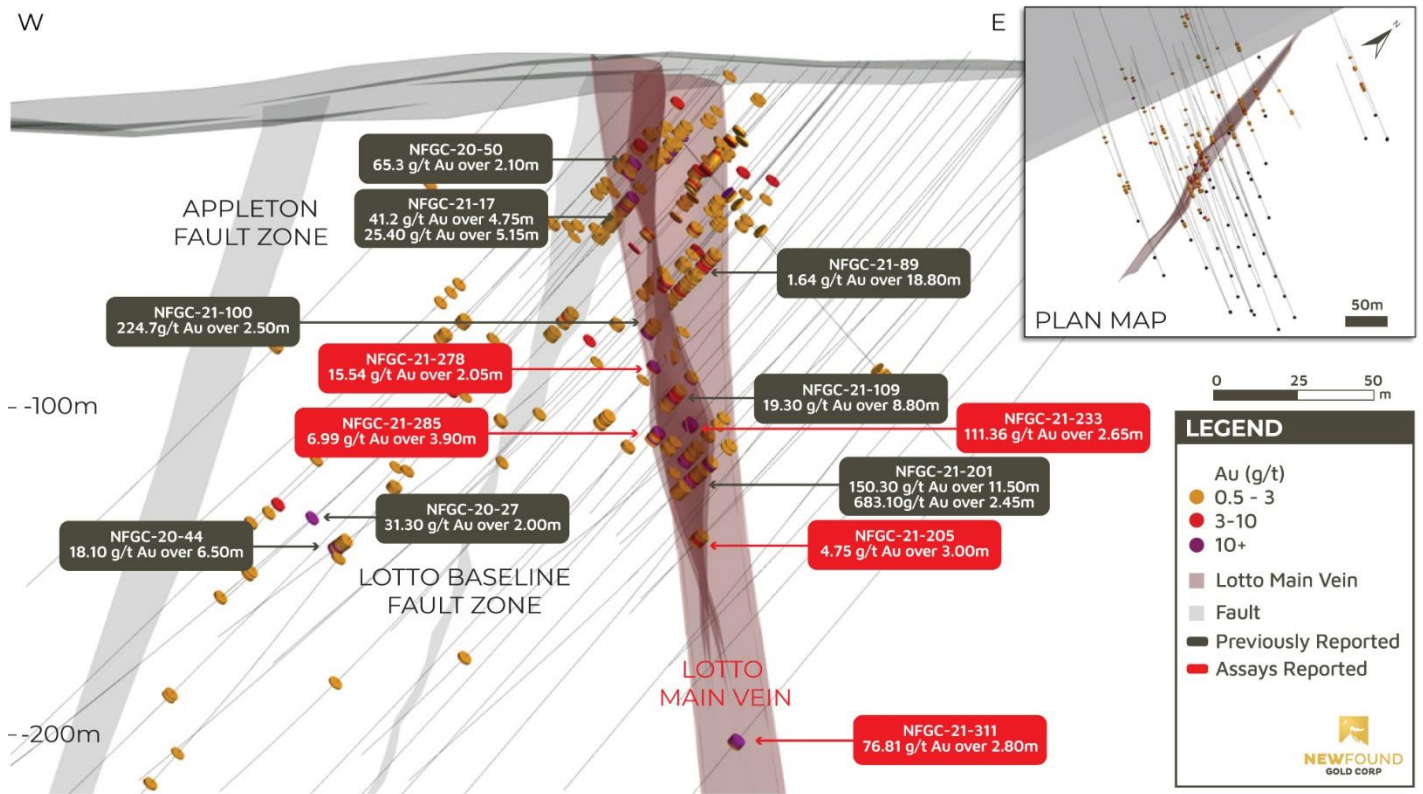 W
E
N
PLAN MAP
50m
NFGC-20-50
65.3 g/t Au over 2.10m
APPLETON
FAULT ZONE
NFGC-21-17
41.2 g/t Au over 4.75m
25.40 g/t Au over 5.15m
NFGC-21-89
1.64 g/t Au over 18.80m
NFGC-21-100
224.7g/t Au over 2.50m
NFGC-21-278
15.54 g/t Au over 2.05m
NFGC-21-109
19.30 g/t Au over 8.80m
-100m
NFGC-21-285
6.99 g/t Au over 3.90m
NFGC-21-233
111.36 g/t Au over 2.65m
NFGC-21-201
150.30 g/t Au over 11.50m
683.10g/t Au over 2.45m
NFGC-20-27
31.30 g/t Au over 2.00m
NFGC-20-44
18.10 g/t Au over 6.50m
NFGC-21-205
4.75 g/t Au over 3.00m
LOTTO BASELINE
FAULT ZONE
LOTTO
MAIN VEIN
-200m
NFGC-21-311
76.81 g/t Au over 2.80m
0 25 50
m
LEGEND
Au (g/t)
0.5 - 3
3-10
10+
Lotto Main Vein
Fault
Previously Reported
Assays Reported
NEWFOUND
GOLD CORP